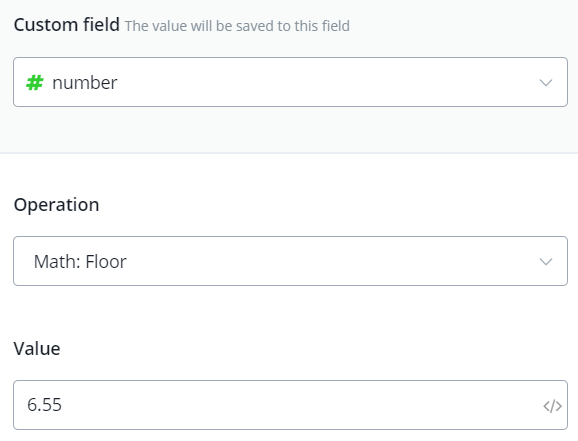 Custom field The value will be saved to this field
# number
Operation
Math: Floor
Value
6.55 </>